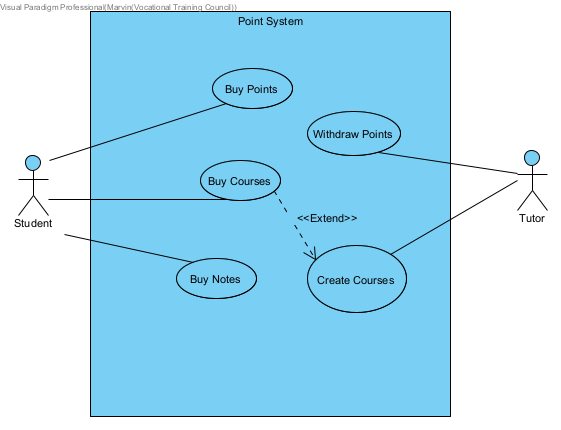 Visual Paradigm Professional(Marvin(Vocational Training Council))
Point System
Buy Points
Withdraw Points
Buy Courses
<<Extend>>
Student
Tutor
Buy Notes
Create Courses